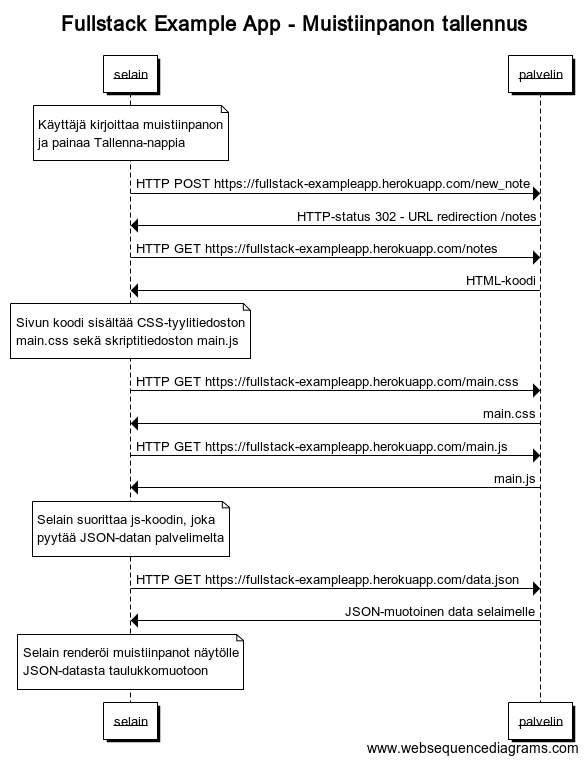 Fullstack Example App - Muistiinpanon tallennus
selain
palvelin
Käyttäjä kirjoittaa muistiinpanon
ja painaa Tallenna-nappia
HTTP POST https://fullstack-exampleapp.herokuapp.com/new_note
HTTP-status 302 - URL redirection /notes
HTTP GET https://fullstack-exampleapp.herokuapp.com/notes
HTML-koodi
Sivun koodi sisältää CSS-tyylitiedoston
main.css sekä skriptitiedoston main.js
HTTP GET https://fullstack-exampleapp.herokuapp.com/main.css
main.css
HTTP GET https://fullstack-exampleapp.herokuapp.com/main.js
main.js
Selain suorittaa js-koodin, joka
pyytää JSON-datan palvelimelta
HTTP GET https://fullstack-exampleapp.herokuapp.com/data.json
JSON-muotoinen data selaimelle
Selain renderöi muistiinpanot näytölle
JSON-datasta taulukkomuotoon
selain
palvelin
www.websequencediagrams.com